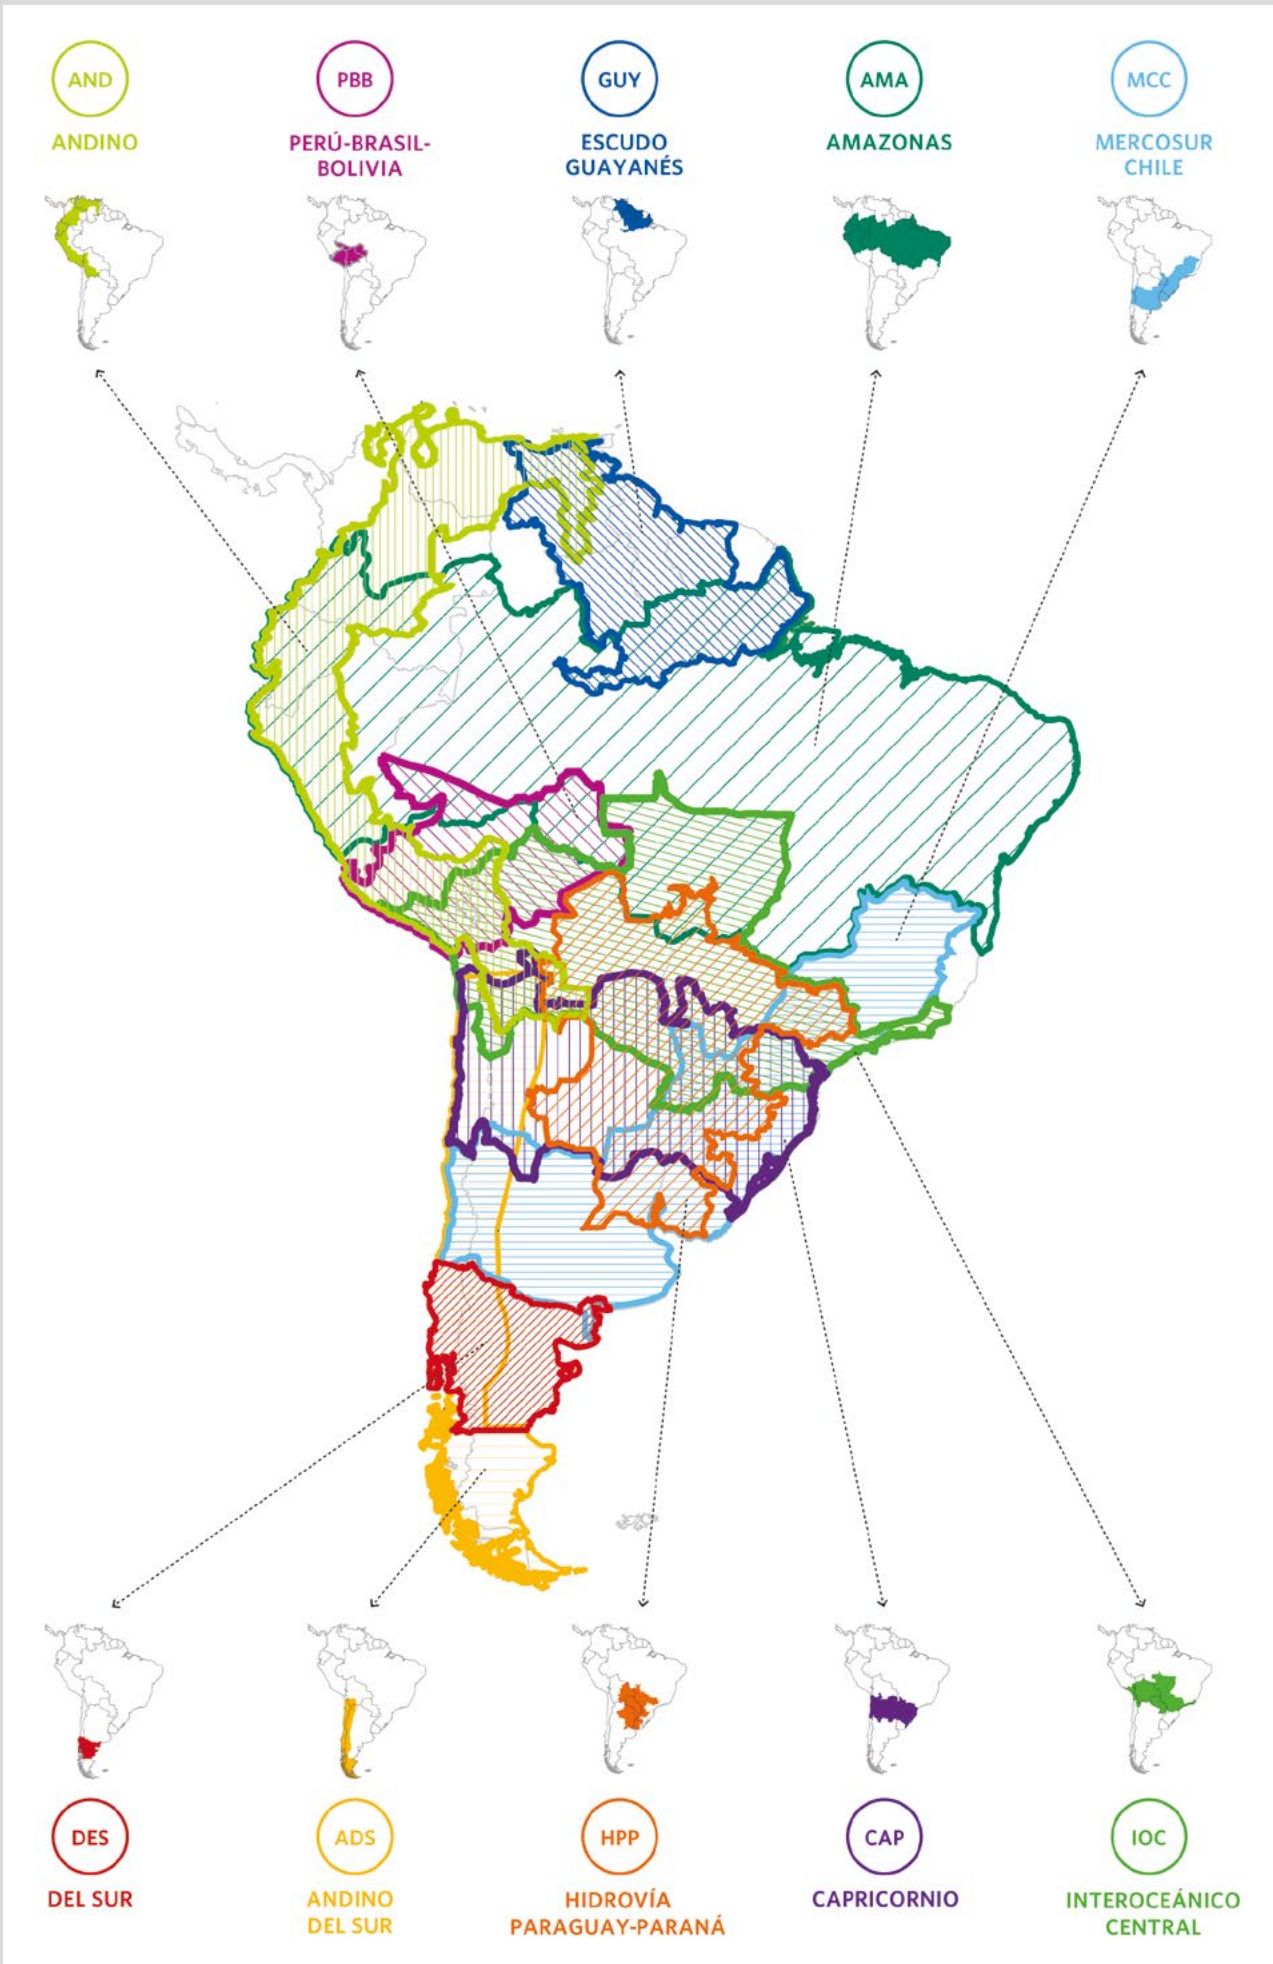 AND
PBB
GUY
AMA
MCC
ANDINO
PERÚ-BRASIL-
BOLIVIA
ESCUDO
GUAYANÉS
AMAZONAS
MERCOSUR
CHILE
DES
ADS
HPP
CAP
IOC
DEL SUR
ANDINO
DEL SUR
HIDROVÍA
PARAGUAY-PARANÁ
CAPRICORNIO
INTEROCEÁNICO
CENTRAL